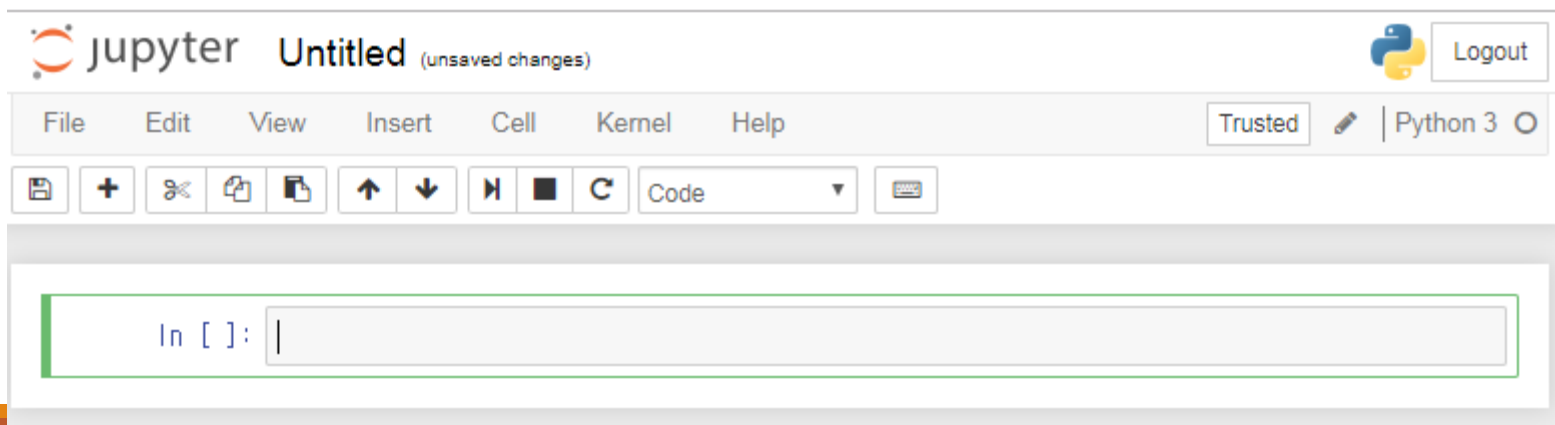 jupyter Untitled (unsaved changes) Logout
File Edit View Insert Cell Kernel Help Trusted Python 3
Code
In [ ]: